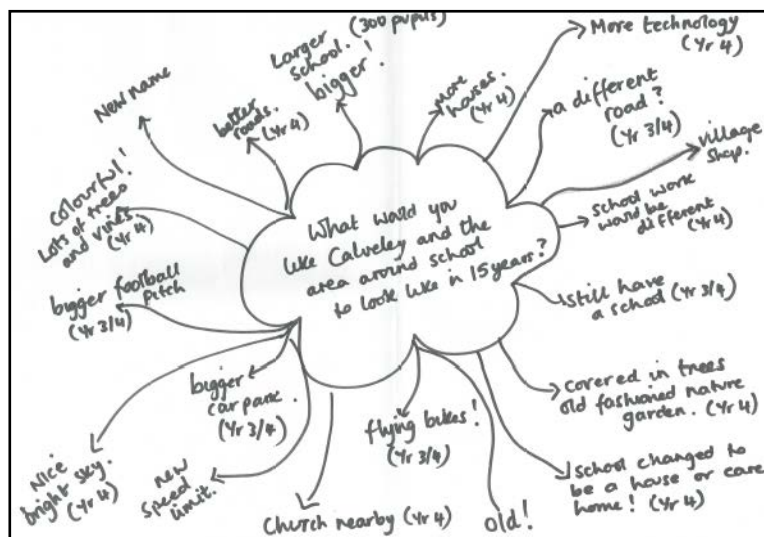 What would you
like Calveley and the
area around school
to look like in 15 years?
New name
better
roads.
(Yr 4)
Larger
school. (300 pupils)
bigger!
more
houses.
(Yr 4)
More technology
(Yr 4)
a different
road?
(Yr 3/4)
village
shop.
school work
would be
different
(Yr 4)
still have
a school (Yr 3/4)
covered in trees
old fashioned nature
garden. (Yr 4)
school changed to
be a house or care
home! (Yr 4)
old!
flying bikes!
(Yr 3/4)
Church nearby (Yr 4)
new
speed
limit.
bigger
car park.
(Yr 3/4)
Nice
bright sky.
(Yr 4)
bigger football
pitch
(Yr 3/4)
Colourful!
Lots of trees
and vines.
(Yr 4)